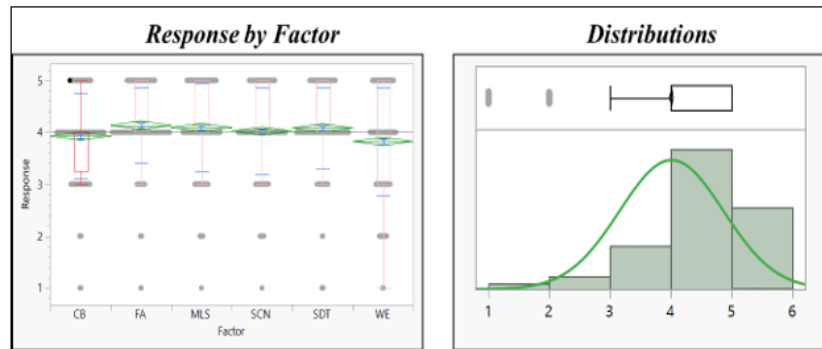 Response by Factor
Distributions
Response
5
4
3
2
1
CB FA MLS SCN SDT WE
Factor
1 2 3 4 5 6